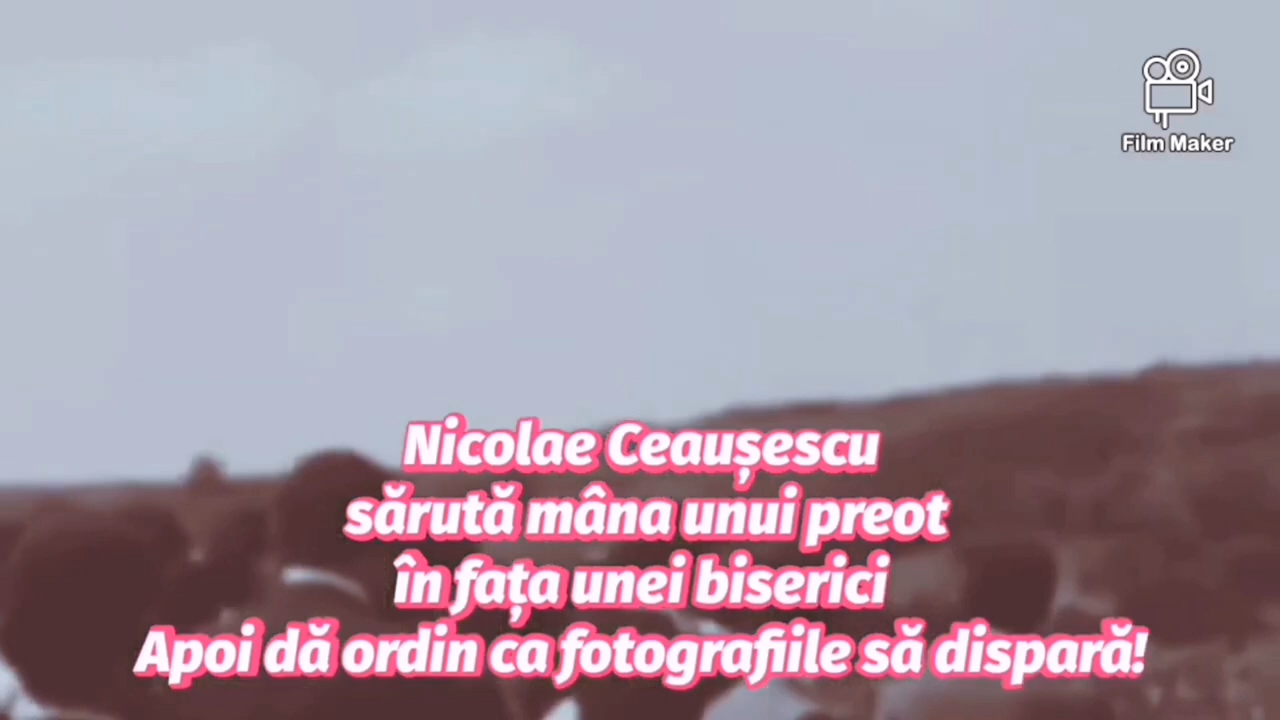 Film Maker
Nicolae Ceaușescu
sărută mâna unui preot
în fața unei biserici
Apoi dă ordin ca fotografiile să dispară!